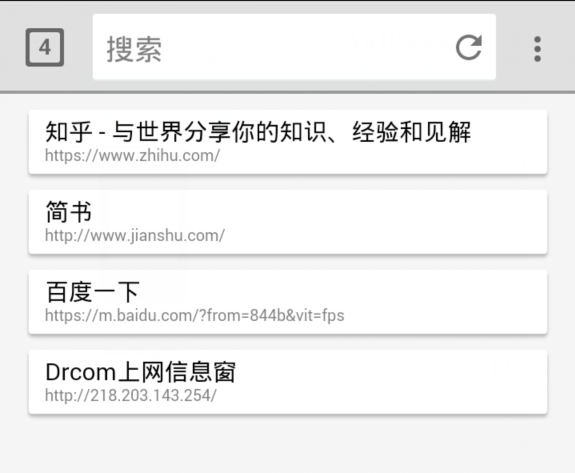 4
搜索
知乎 - 与世界分享你的知识、经验和见解
https://www.zhihu.com/
简书
http://www.jianshu.com/
百度一下
https://m.baidu.com/?from=844b&vit=fps
Drcom上网信息窗
http://218.203.143.254/